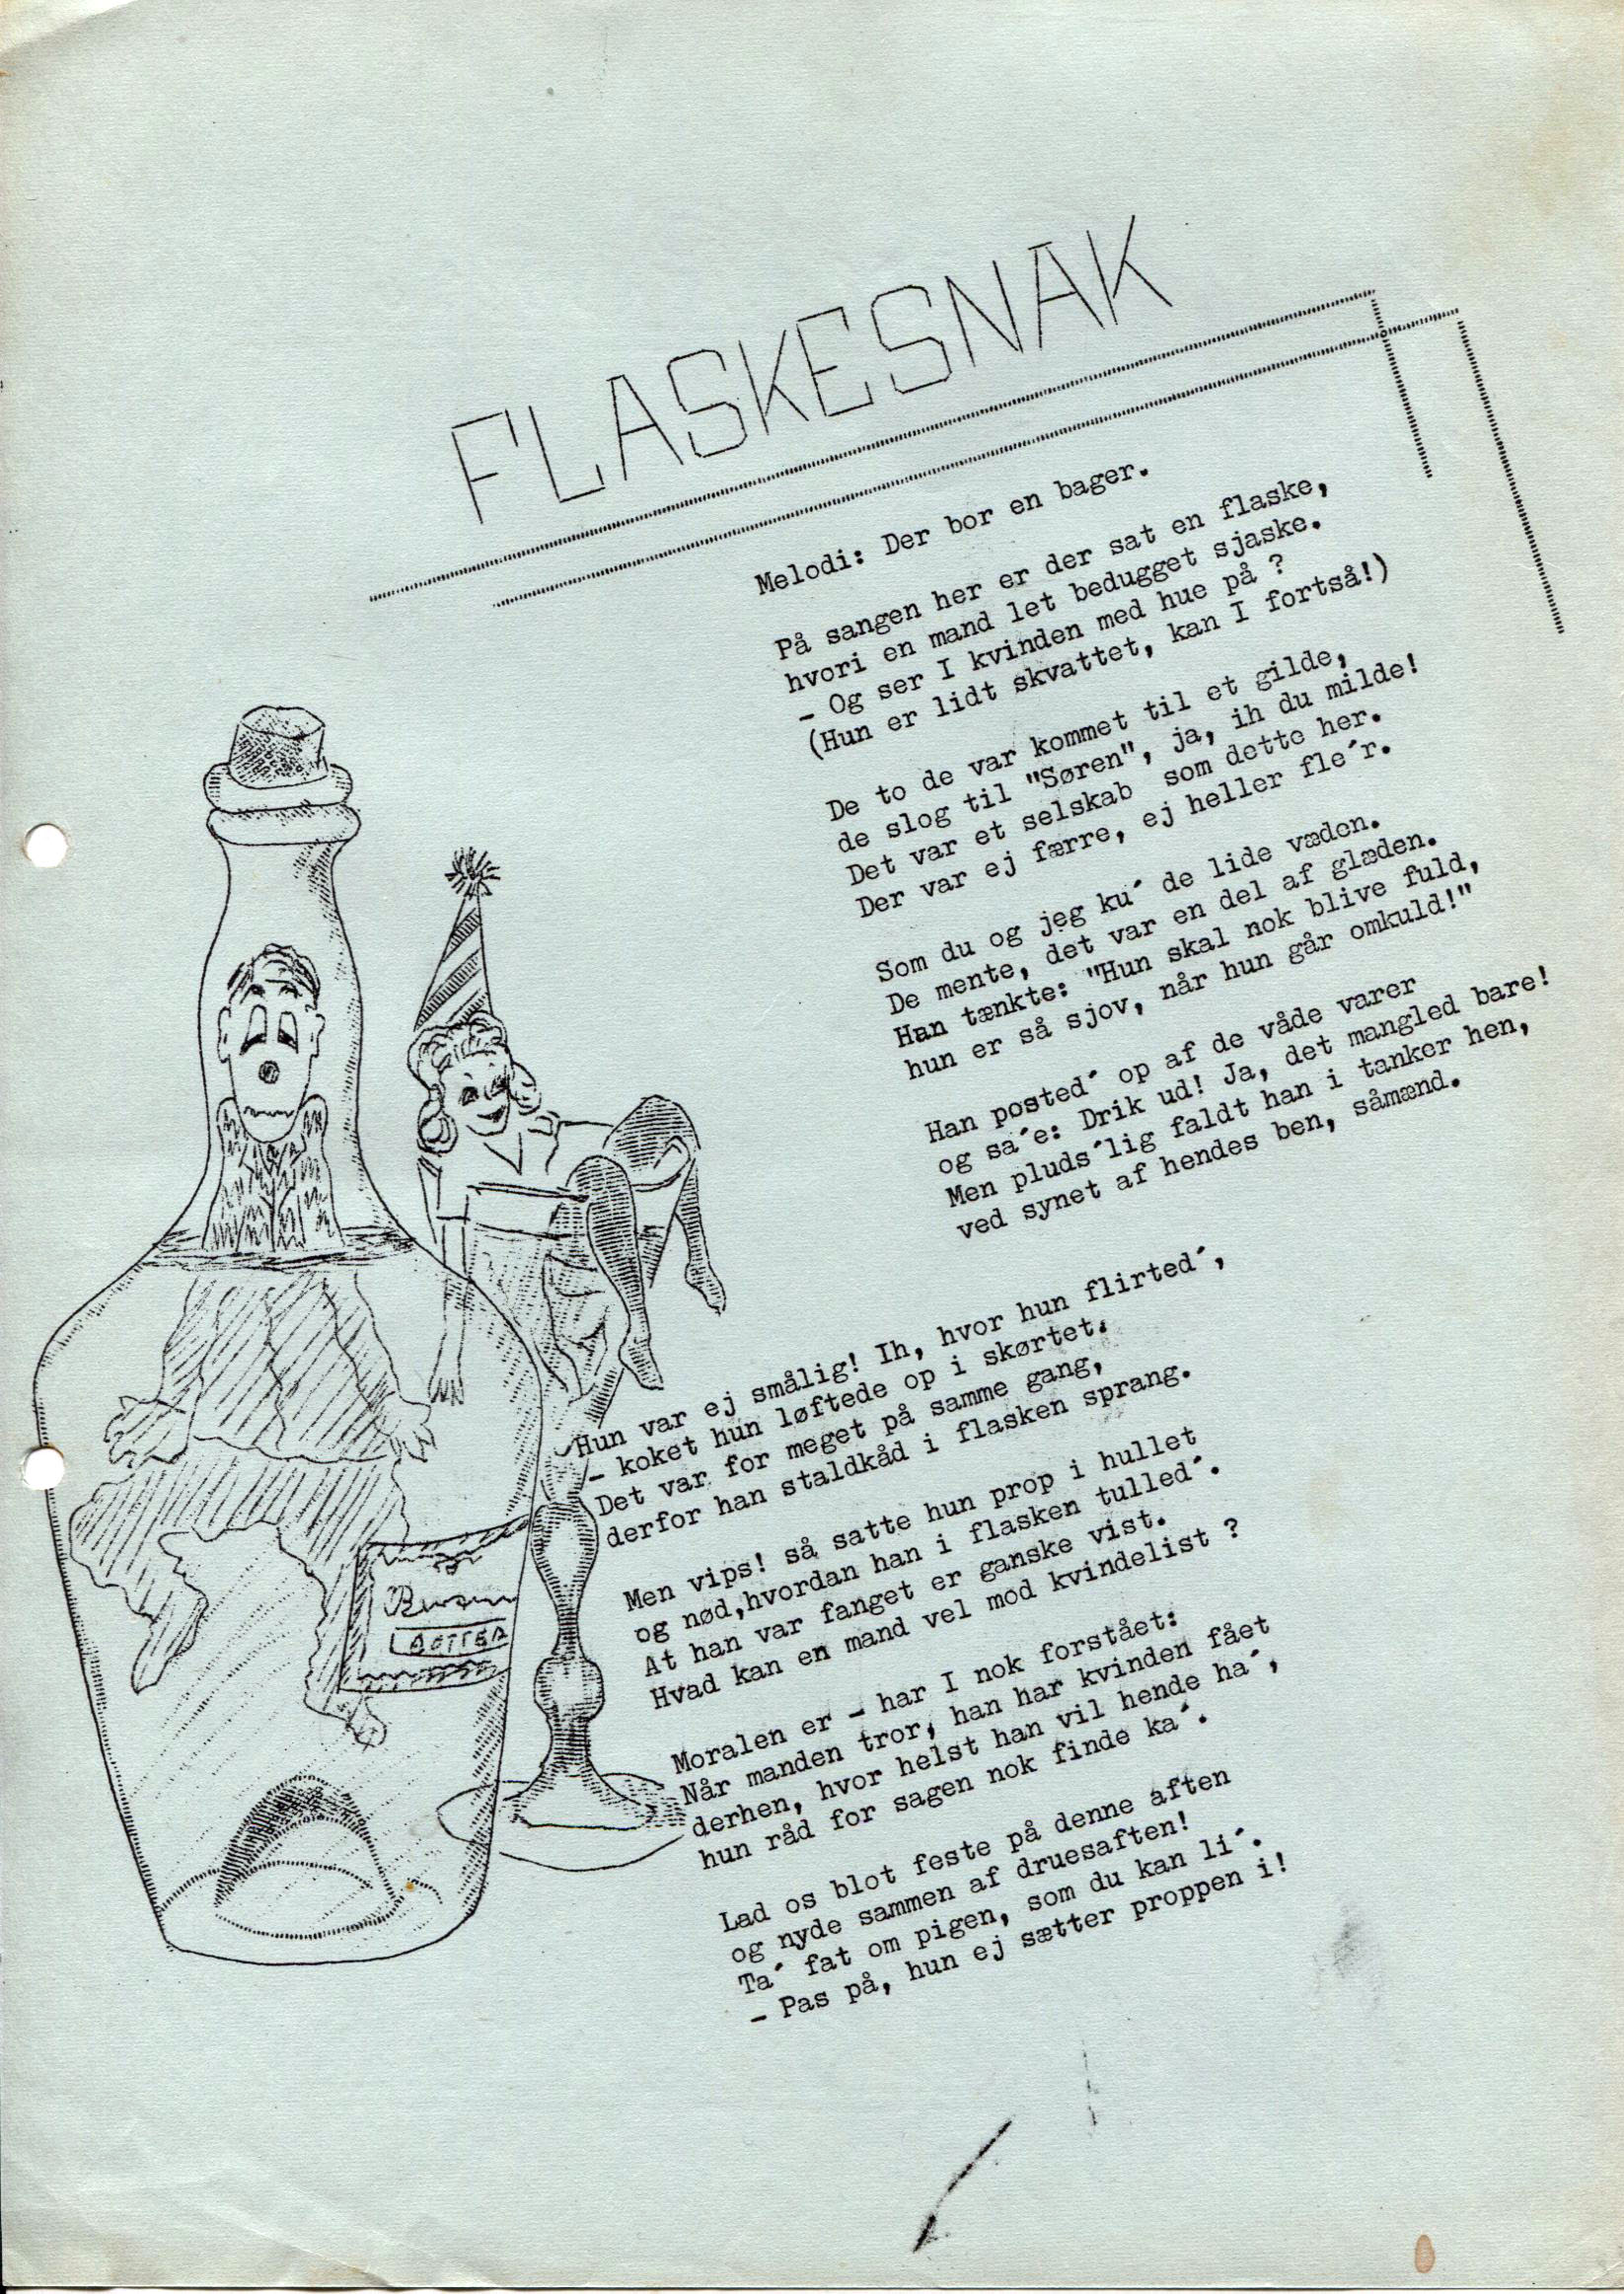 FLASKESNAK
Melodi: Der bor en bager.
På sangen her er der sat en flaske,
hvori en mand let bedugget sjaske.
- Og ser I kvinden med hue på ?
(Hun er lidt skvattet, kan I fortså!)
De to de var kommet til et gilde,
de slog til "Søren", ja, ih du milde!
Det var et selskab som dette her.
Der var ej færre, ej heller fle´r.
Som du og jeg ku´ de lide væden.
De mente, det var en del af glæden.
Han tænkte: "Hun skal nok blive fuld,
hun er så sjov, når hun går omkuld!"
Han posted´ op af de våde varer
og sa´e: Drik ud! Ja, det mangled bare!
Men pluds´lig faldt han i tanker hen,
ved synet af hendes ben, såmænd.
Hun var ej smålig! Ih, hvor hun flirted´,
- koket hun løftede op i skørtet.
Det var for meget på samme gang,
derfor han staldkåd i flasken sprang.
Men vips! så satte hun prop i hullet
og nød,hvordan han i flasken tulled´.
At han var fanget er ganske vist.
Hvad kan en mand vel mod kvindelist ?
Moralen er - har I nok forstået:
Når manden tror, han har kvinden fået
derhen, hvor helst han vil hende ha´,
hun råd for sagen nok finde ka´.
Lad os blot feste på denne aften
og nyde sammen af druesaften!
Ta´ fat om pigen, som du kan li´.
- Pas på, hun ej sætter proppen i!